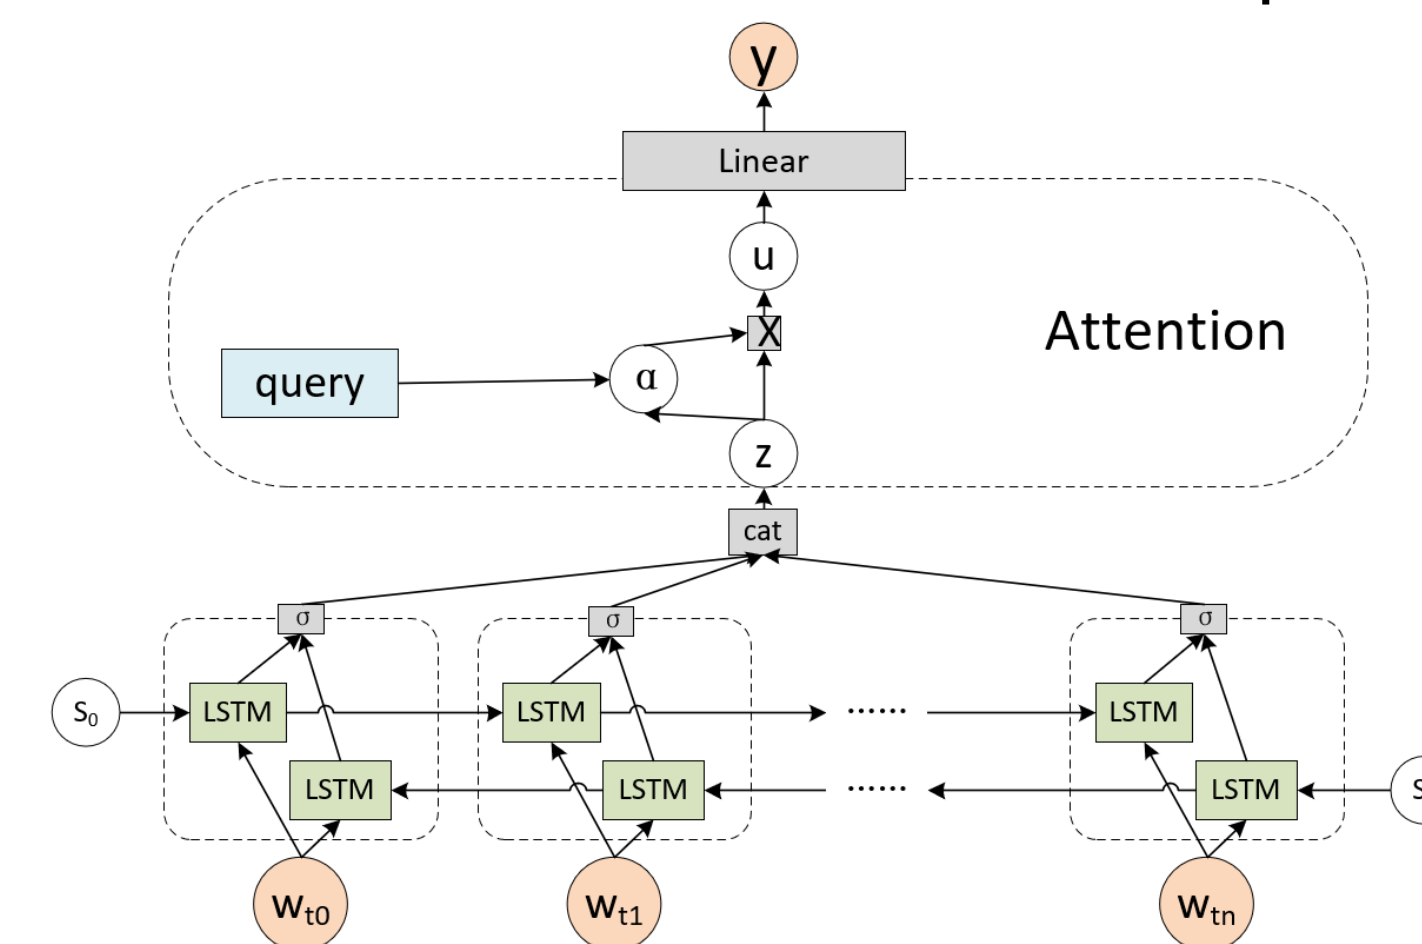 y
Linear
u
X
Attention
query
α
z
cat
σ
σ
σ
S₀
LSTM
LSTM
......
LSTM
LSTM
LSTM
......
LSTM
S
wt0
wt1
wtn